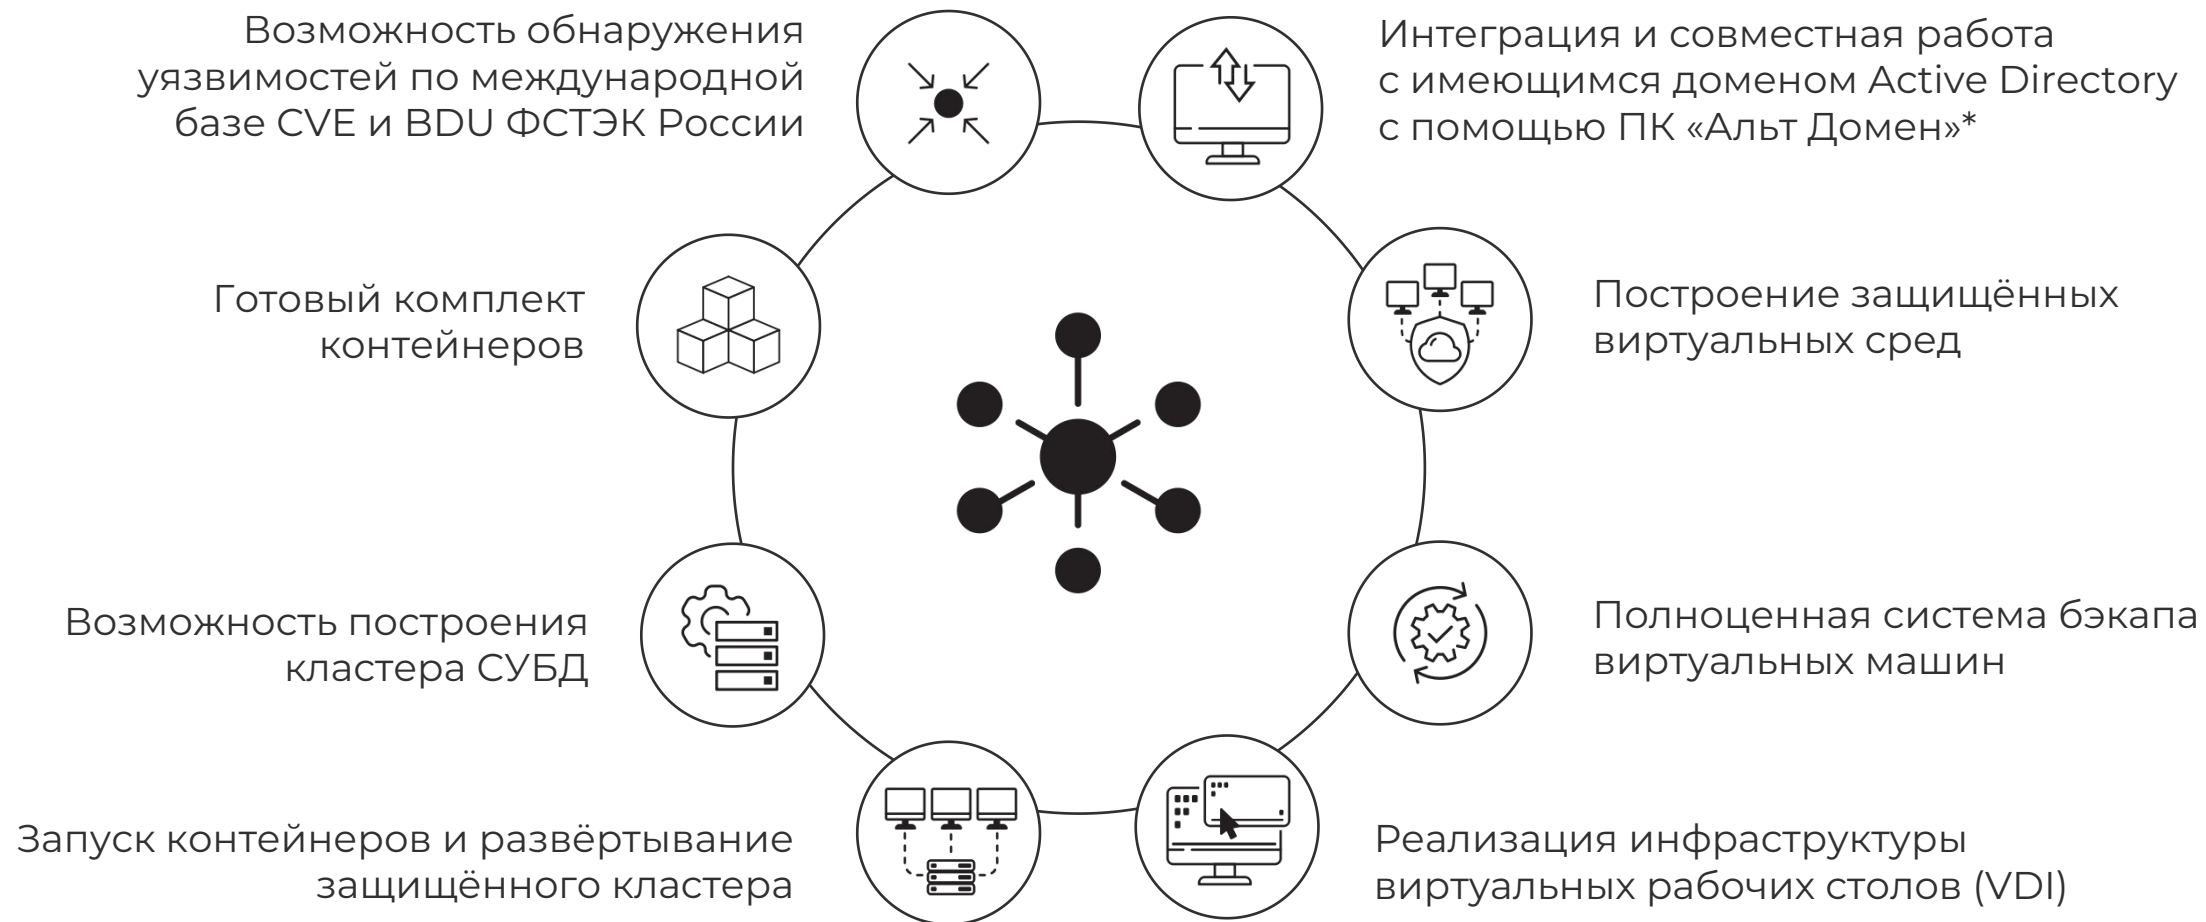 Возможность обнаружения
уязвимостей по международной
базе CVE и BDU ФСТЭК России
Интеграция и совместная работа
с имеющимся доменом Active Directory
с помощью ПК «Альт Домен»*
Готовый комплект
контейнеров
Построение защищённых
виртуальных сред
Возможность построения
кластера СУБД
Полноценная система бэкапа
виртуальных машин
Запуск контейнеров и развёртывание
защищённого кластера
Реализация инфраструктуры
виртуальных рабочих столов (VDI)